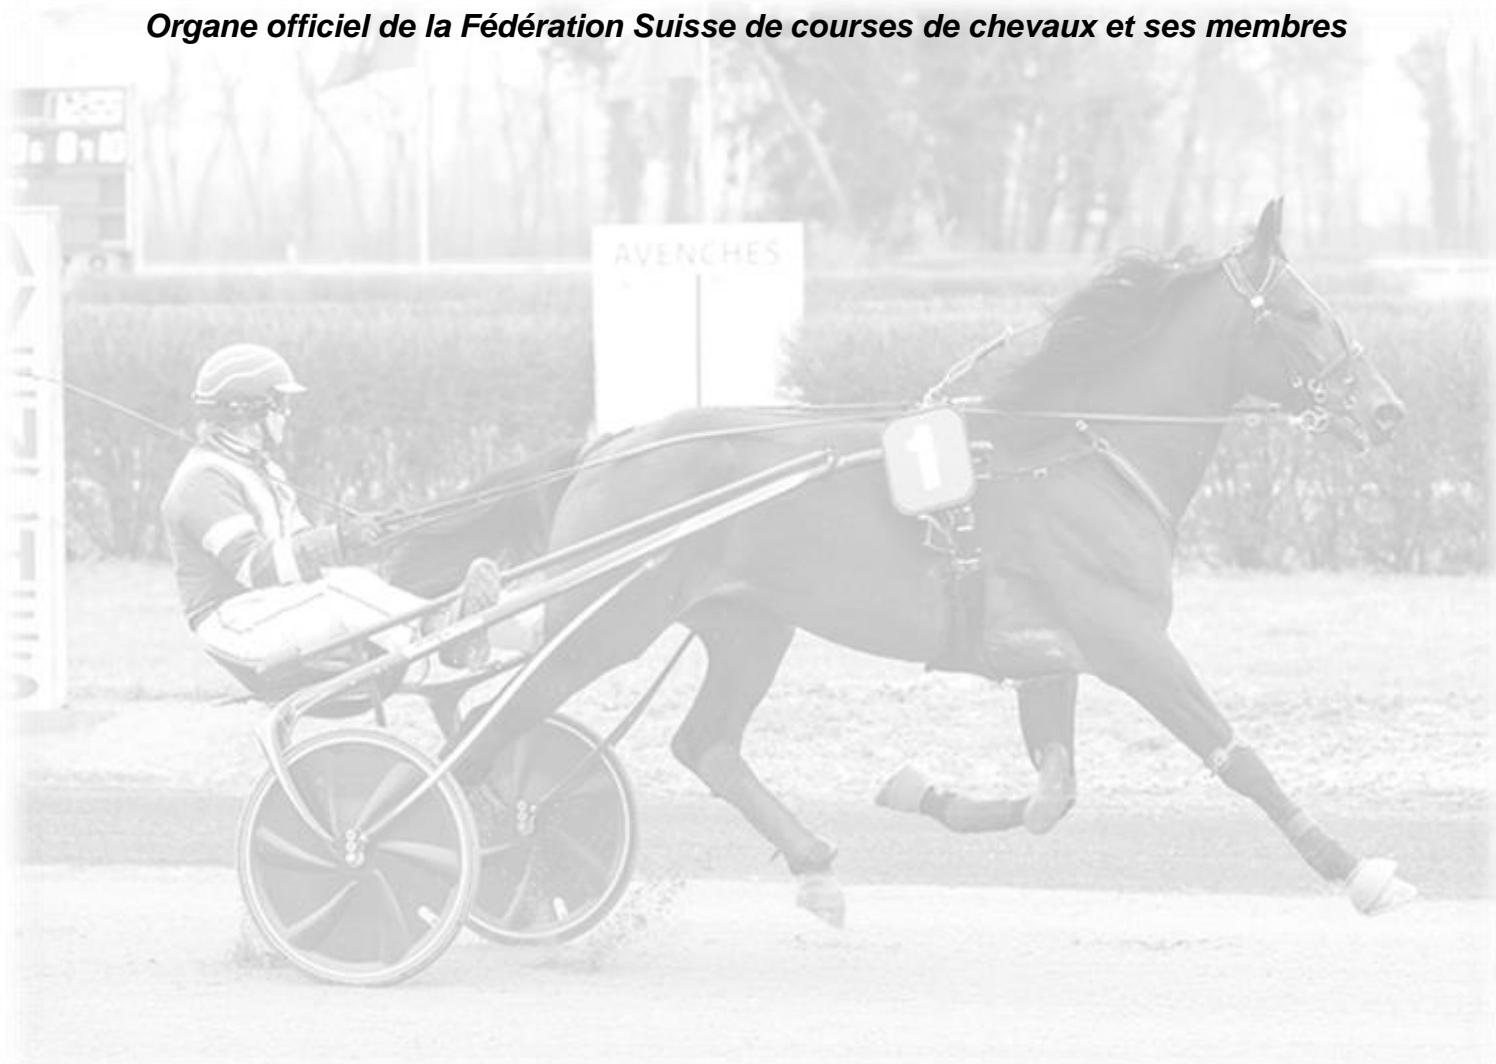 Organe officiel de la Fédération Suisse de courses de chevaux et ses membres
AVENCHES
1